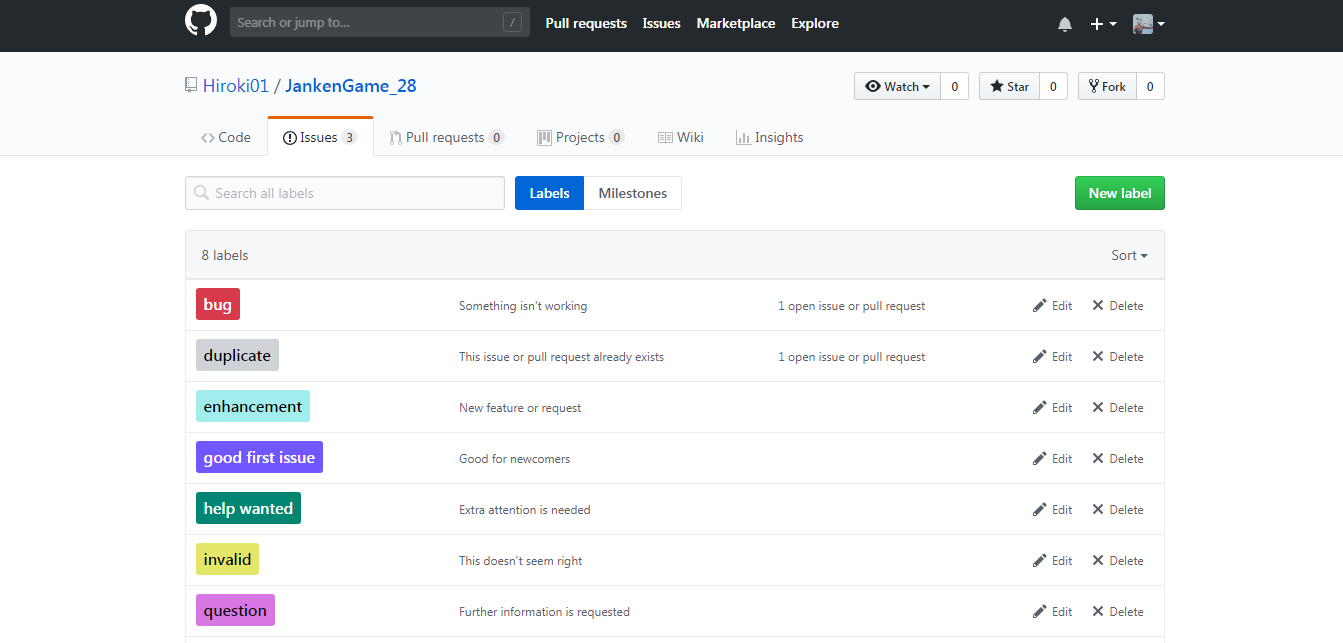 Search or jump to... /
Pull requests Issues Marketplace Explore
Hiroki01 / JankenGame_28
Watch 0 Star 0 Fork 0
Code Issues 3 Pull requests 0 Projects 0 Wiki Insights
Search all labels Labels Milestones New label
8 labels Sort
bug Something isn't working 1 open issue or pull request Edit Delete
duplicate This issue or pull request already exists 1 open issue or pull request Edit Delete
enhancement New feature or request Edit Delete
good first issue Good for newcomers Edit Delete
help wanted Extra attention is needed Edit Delete
invalid This doesn't seem right Edit Delete
question Further information is requested Edit Delete